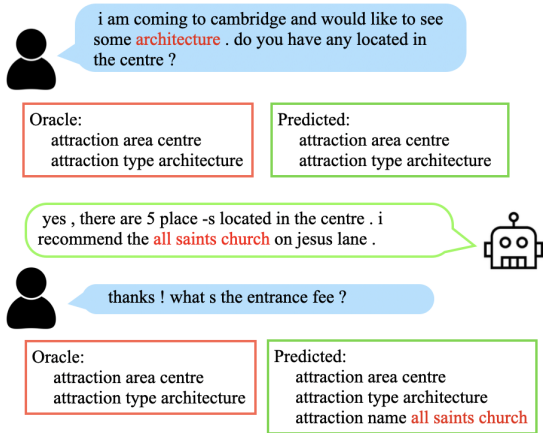 i am coming to cambridge and would like to see
some architecture . do you have any located in
the centre ?
Oracle:
attraction area centre
attraction type architecture
Predicted:
attraction area centre
attraction type architecture
yes , there are 5 place -s located in the centre . i
recommend the all saints church on jesus lane .
thanks ! what s the entrance fee ?
Oracle:
attraction area centre
attraction type architecture
Predicted:
attraction area centre
attraction type architecture
attraction name all saints church